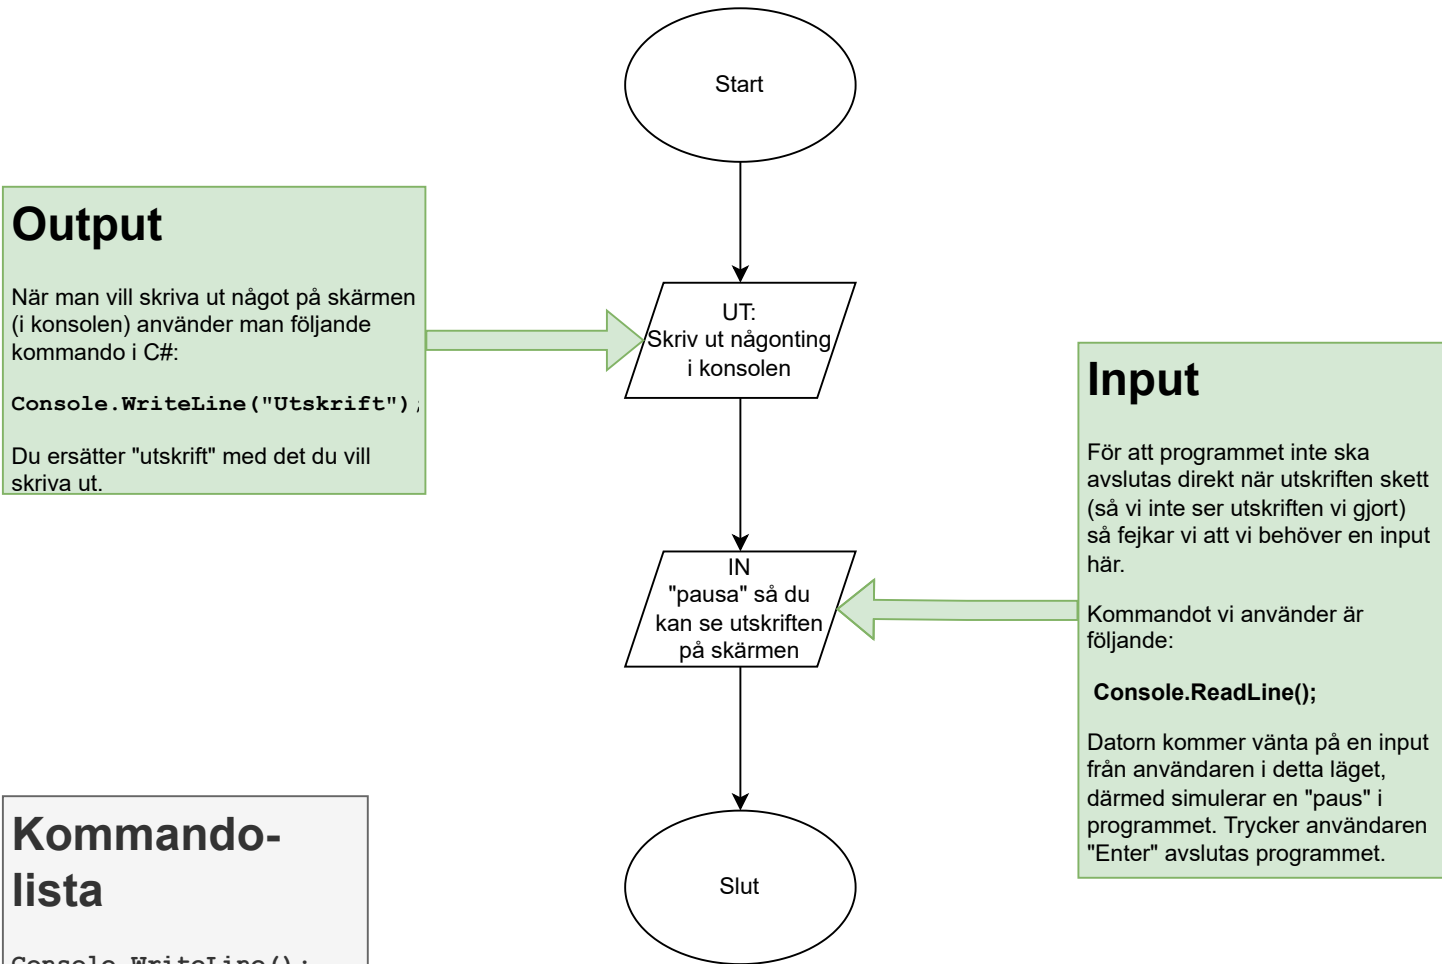 Start
Output
När man vill skriva ut något på skärmen
(i konsolen) använder man följande
kommando i C#:
Console.WriteLine("Utskrift");
Du ersätter "utskrift" med det du vill
skriva ut.
UT:
Skriv ut någonting
i konsolen
Input
För att programmet inte ska
avslutas direkt när utskriften skett
(så vi inte ser utskriften vi gjort)
så fejkar vi att vi behöver en input
här.
Kommandot vi använder är
följande:
Console.ReadLine();
Datorn kommer vänta på en input
från användaren i detta läget,
därmed simulerar en "paus" i
programmet. Trycker användaren
"Enter" avslutas programmet.
IN
"pausa" så du
kan se utskriften
på skärmen
Kommando-
lista
Console.WriteLine();
Slut